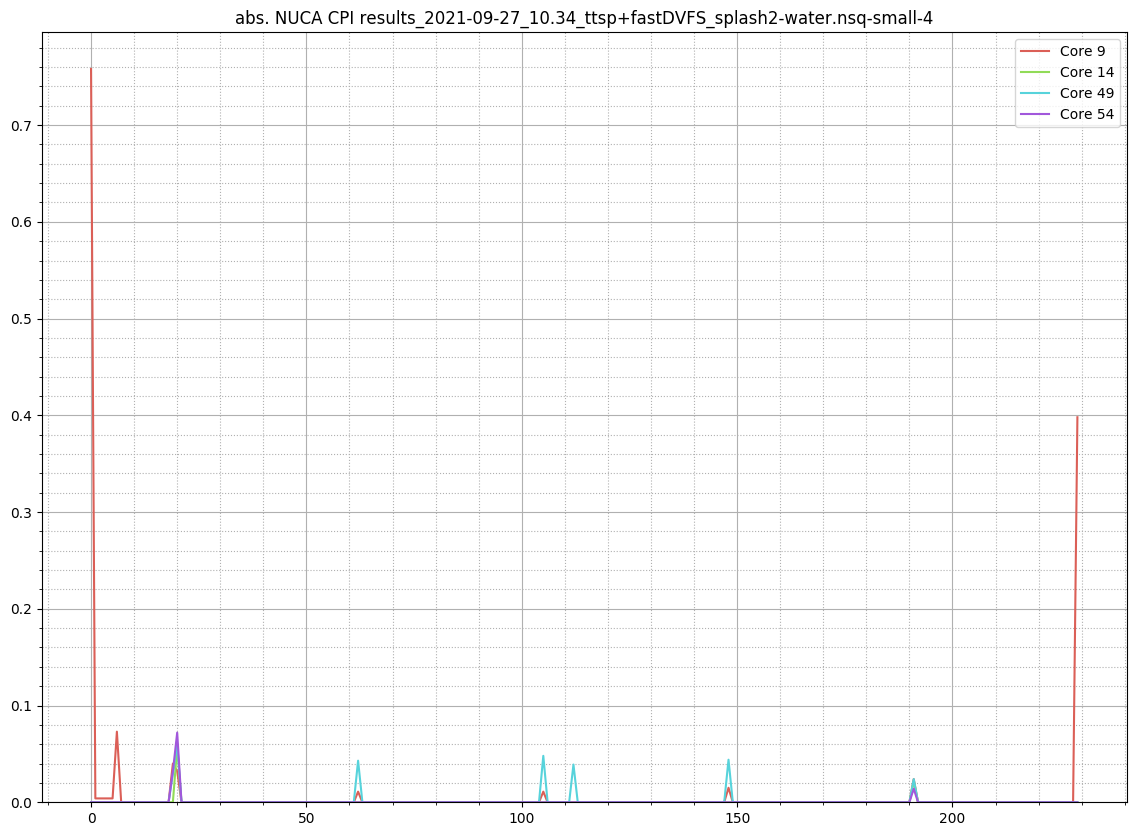 abs. NUCA CPI results_2021-09-27_10.34_ttsp+fastDVFS_splash2-water.nsq-small-4
Core 9
Core 14
Core 49
Core 54
0.7
0.6
0.5
0.4
0.3
0.2
0.1
0.0
0
50
100
150
200